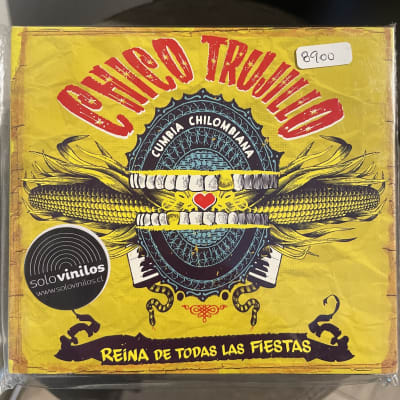 8900
CHICO TRUJILLO
CUMBIA CHILOMBIANA
solovinilos
www.solovinilos.cl
REINA DE TODAS LAS FIESTAS